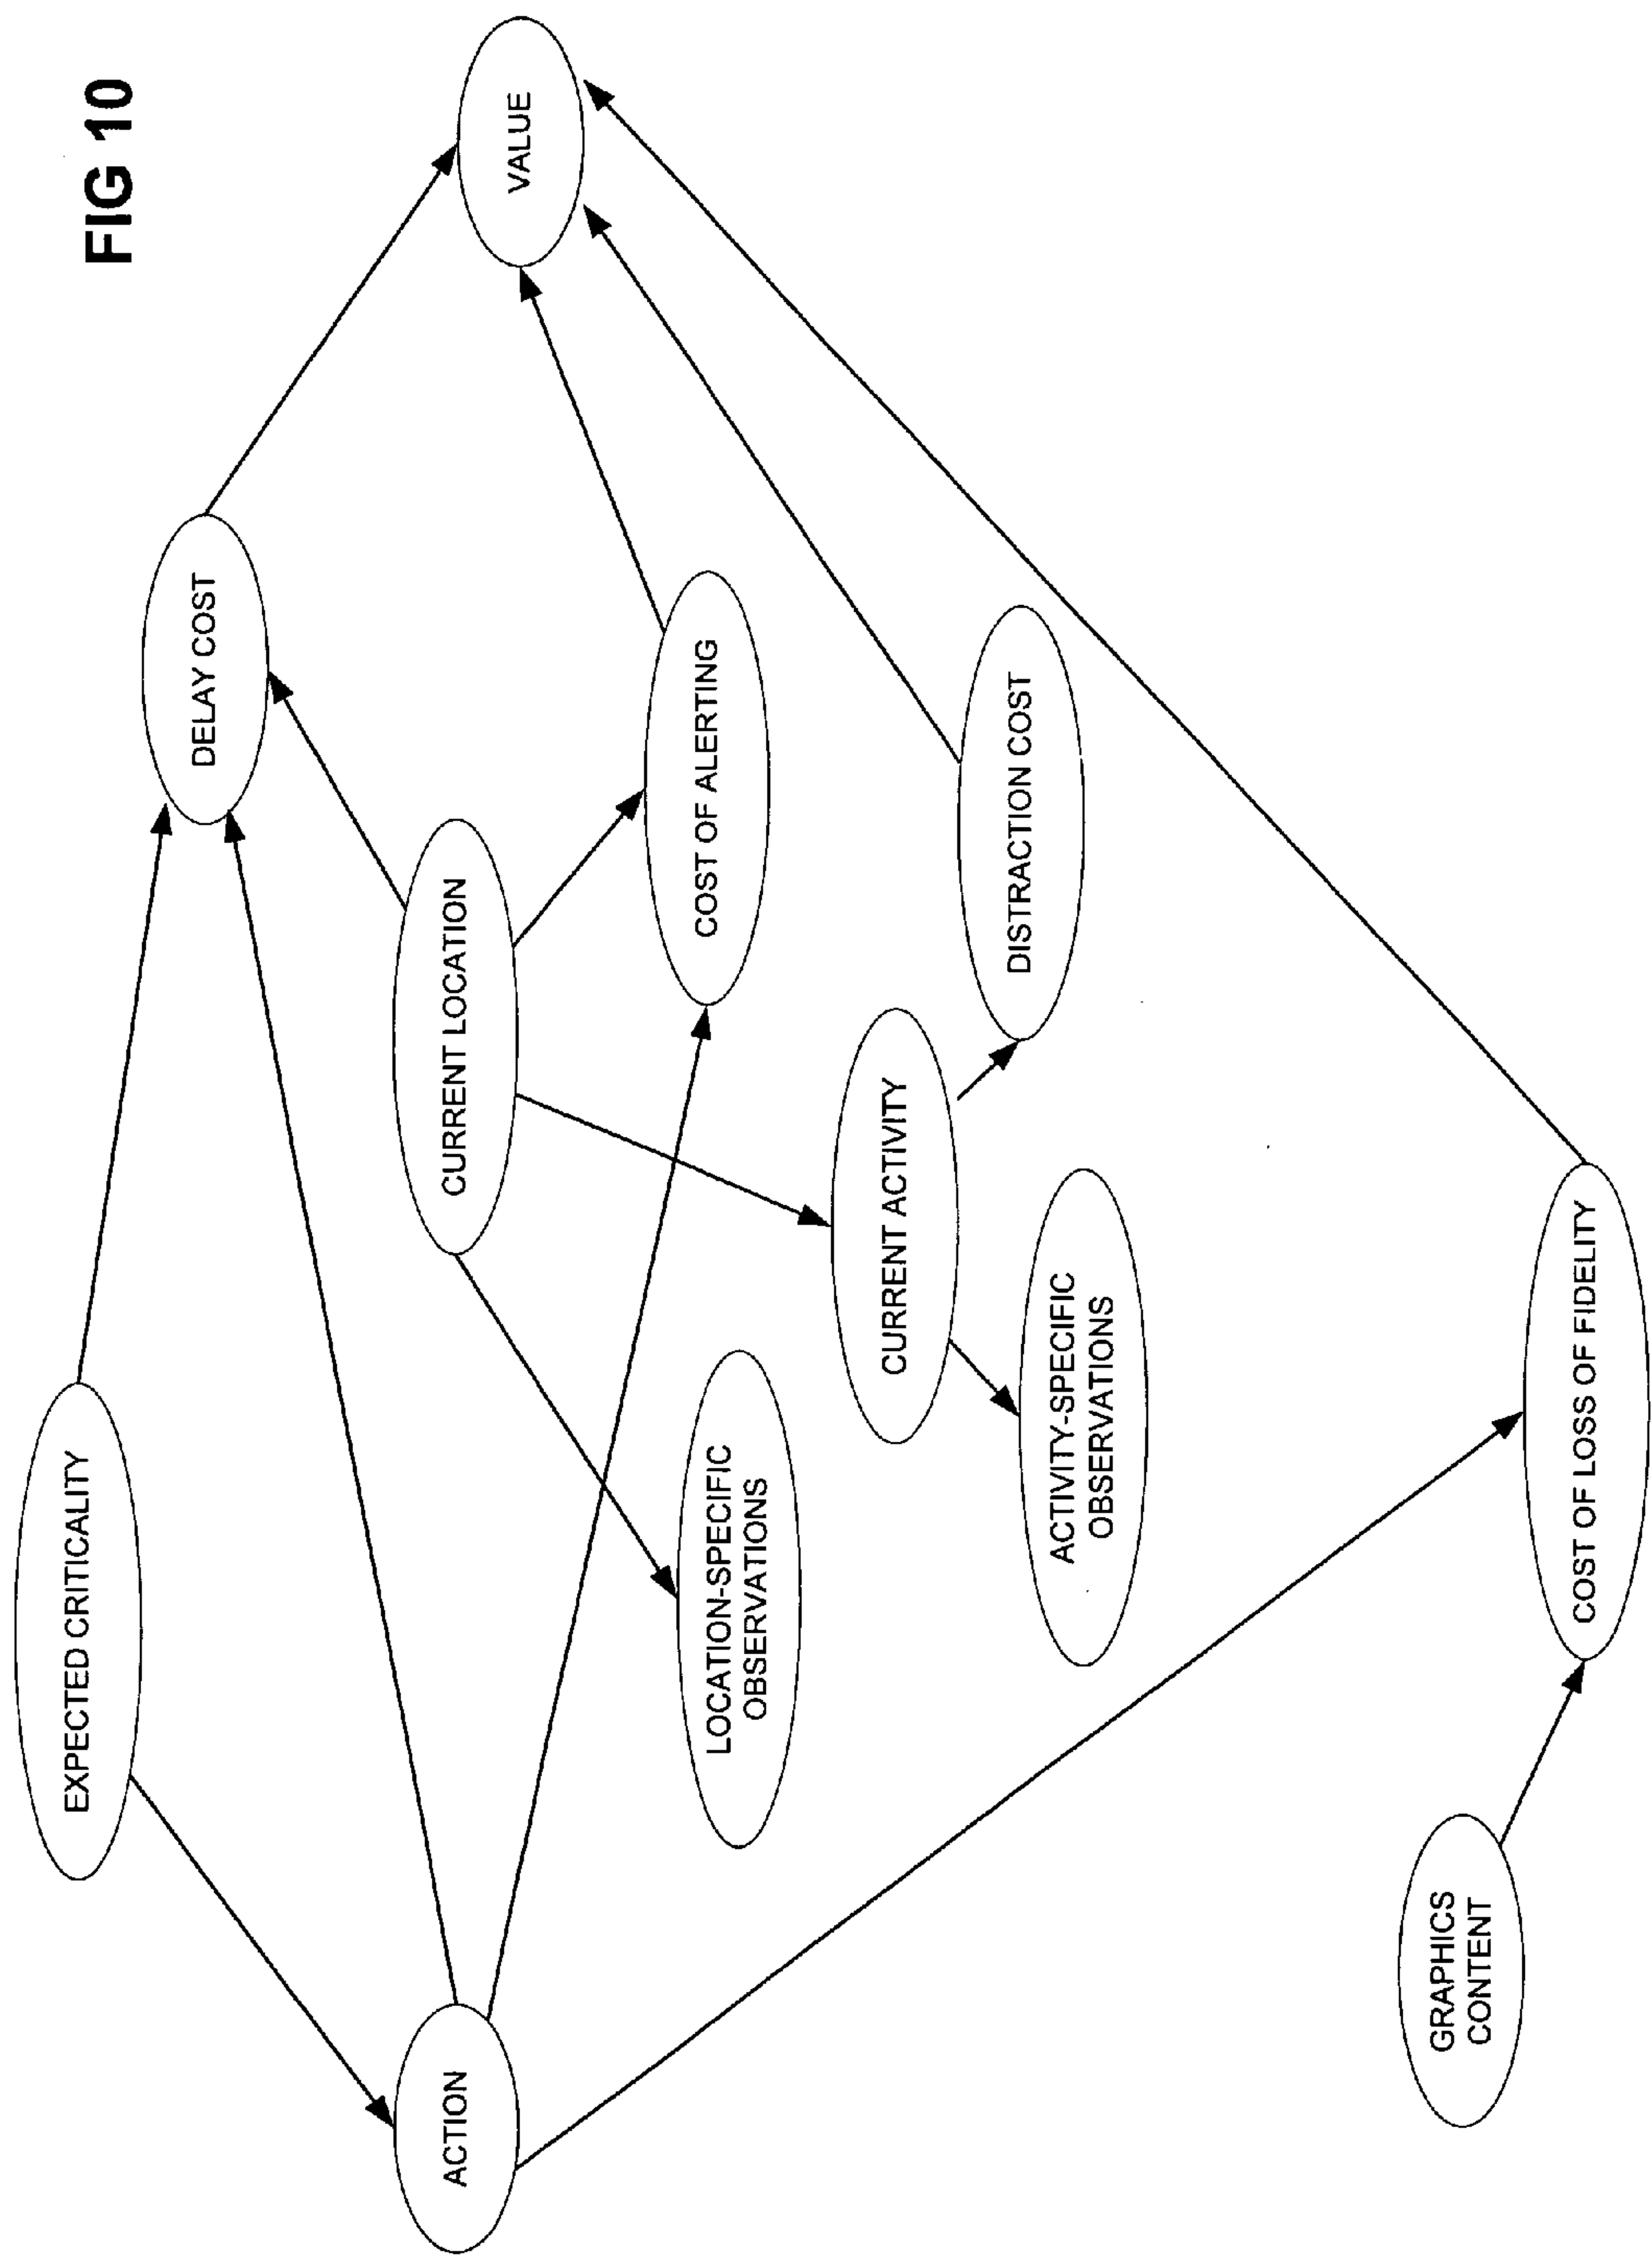 FIG 10
EXPECTED CRITICALITY
DELAY COST
ACTION
CURRENT LOCATION
VALUE
LOCATION-SPECIFIC
OBSERVATIONS
COST OF ALERTING
CURRENT ACTIVITY
ACTIVITY-SPECIFIC
OBSERVATIONS
DISTRACTION COST
GRAPHICS
CONTENT
COST OF LOSS OF FIDELITY